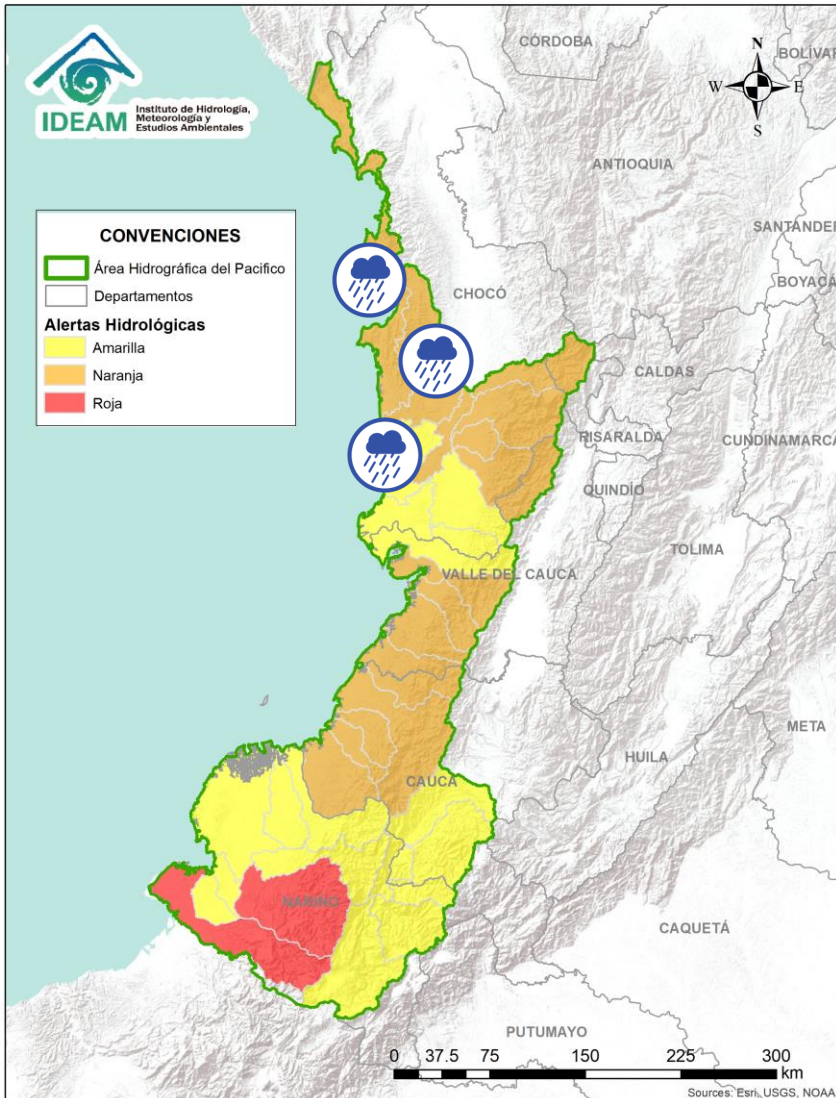 CÓRDOBA
BOLÍVAR
N
W
E
S
IDEAM
Instituto de Hidrología,
Meteorología y
Estudios Ambientales
ANTIOQUIA
SANTANDER
CONVENCIONES
Área Hidrográfica del Pacifico
Departamentos
Alertas Hidrológicas
Amarilla
Naranja
Roja
BOYACÁ
CHOCÓ
CALDAS
RISARALDA
CUNDINAMARCA
QUINDÍO
TOLIMA
VALLE DEL CAUCA
META
HUILA
CAUCA
NARIÑO
CAQUETÁ
PUTUMAYO
0 37.5 75 150 225 300
km
Sources: Esri, USGS, NOAA